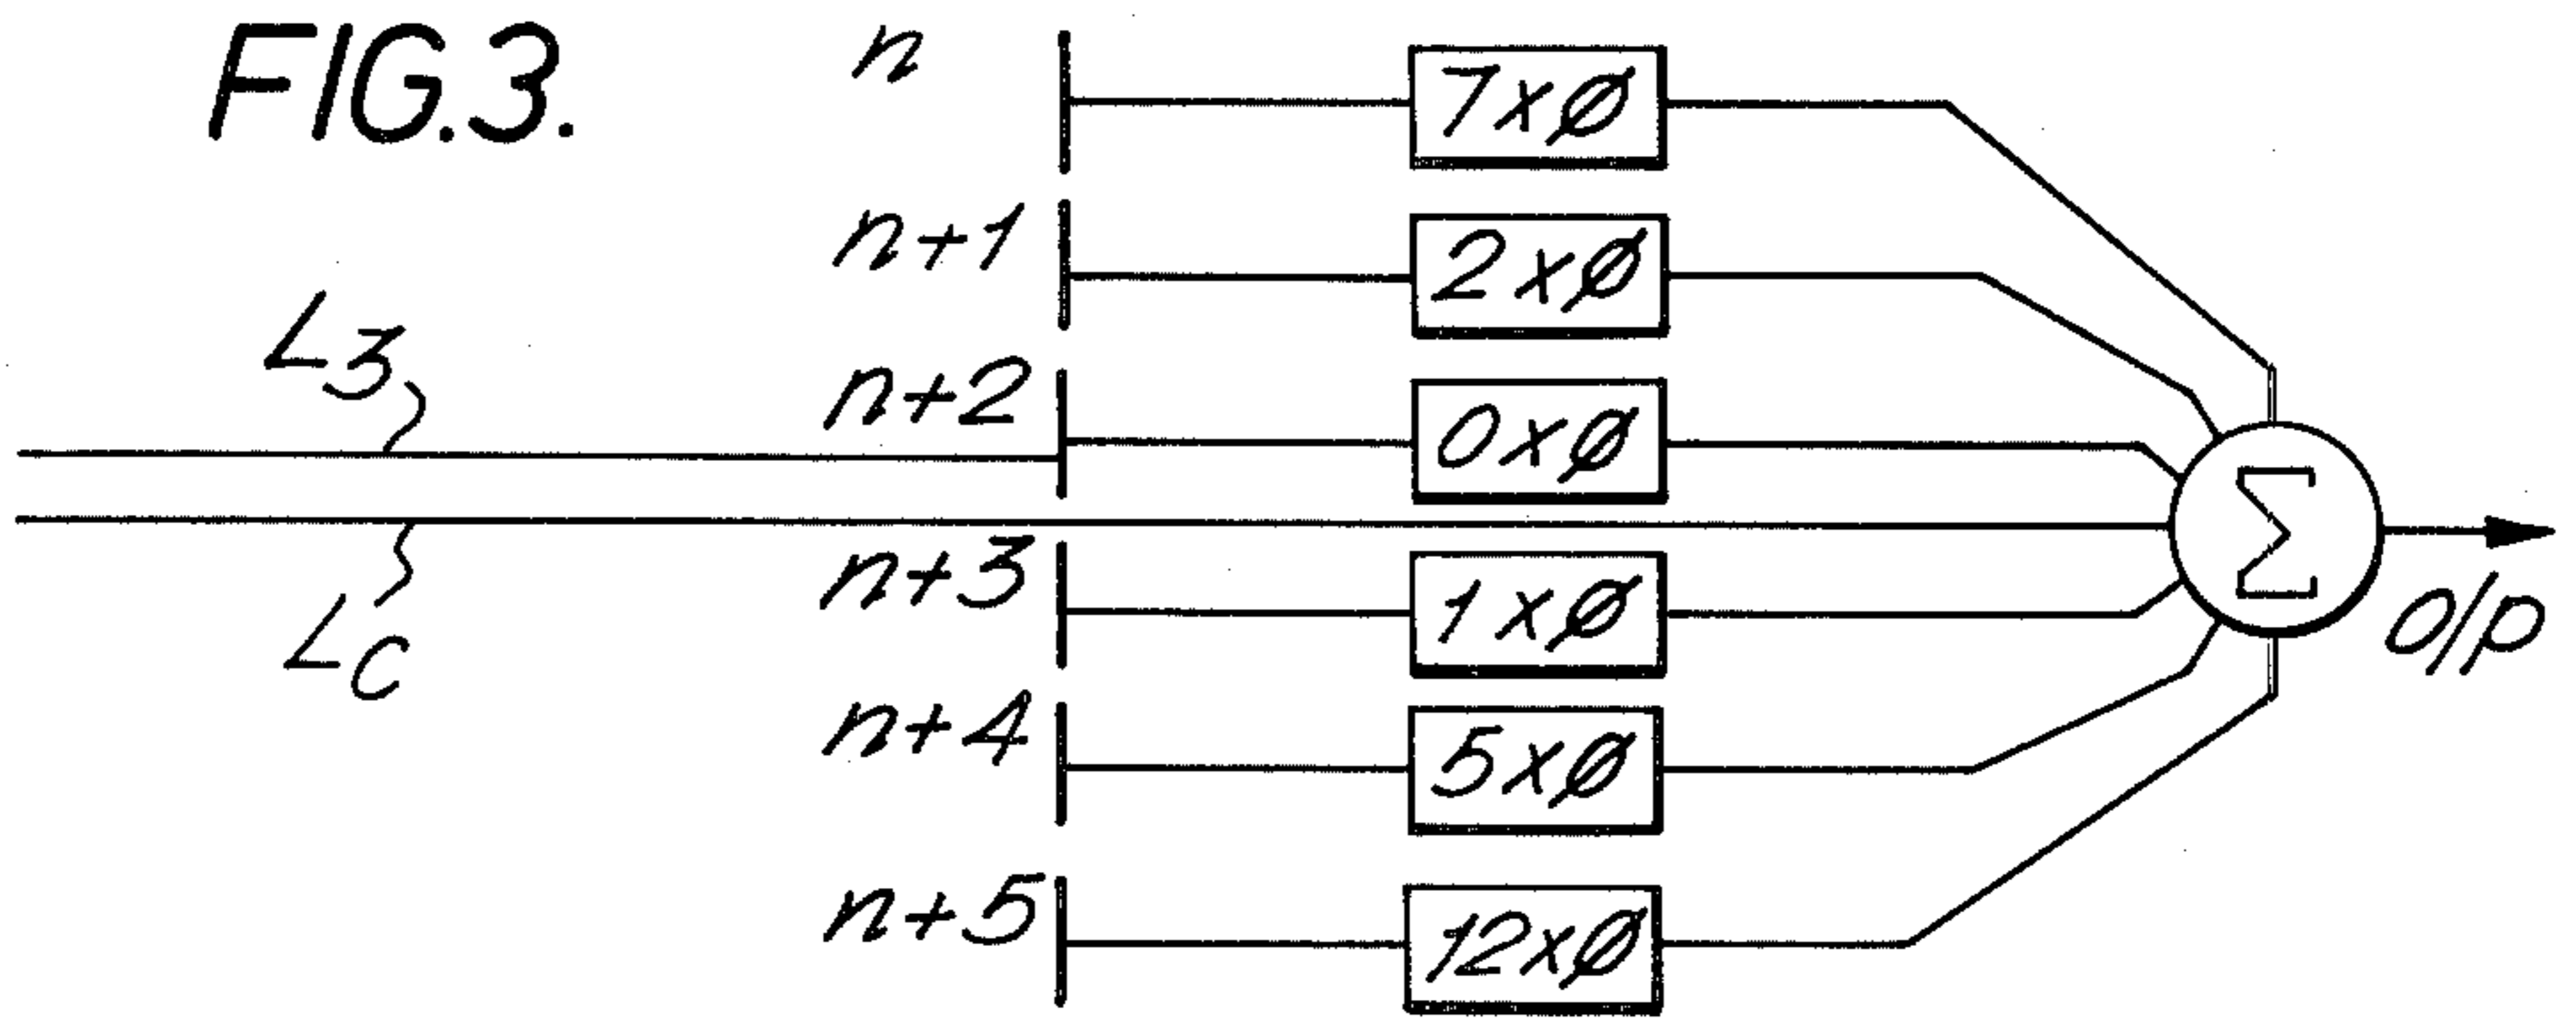 FIG.3.
n
7xØ
n+1
2xØ
L3
n+2
0xØ
Σ
n+3
1xØ
O/P
LC
n+4
5xØ
n+5
12xØ